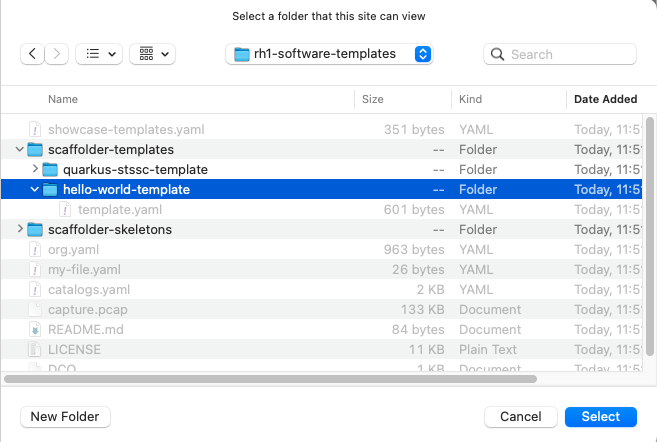 Select a folder that this site can view
rh1-software-templates
Search
Name Size Kind Date Added
showcase-templates.yaml 351 bytes YAML Today, 11:5
scaffolder-templates -- Folder Today, 11:5
quarkus-stssc-template -- Folder Today, 11:5
hello-world-template -- Folder Today, 11:5
template.yaml 601 bytes YAML Today, 11:5
scaffolder-skeletons -- Folder Today, 11:5
org.yaml 963 bytes YAML Today, 11:5
my-file.yaml 26 bytes YAML Today, 11:5
catalogs.yaml 2 KB YAML Today, 11:5
capture.pcap 133 KB Document Today, 11:5
README.md 84 bytes Document Today, 11:5
LICENSE 11 KB Plain Text Today, 11:5
DCO 1 KB Document Today, 11:5
New Folder Cancel Select